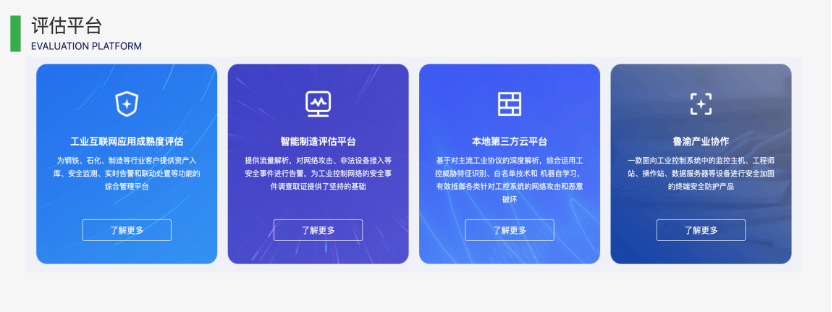 评估平台
EVALUATION PLATFORM
工业互联网应用成熟度评估
为钢铁、石化、制造等行业客户提供资产入
库、安全监测、实时告警和联动处置等功能的
综合管理平台
了解更多
智能制造评估平台
提供流量解析，对网络攻击、非法设备接入等
安全事件进行告警，为工业控制网络的安全事
件调查取证提供了坚持的基础
了解更多
本地第三方云平台
基于对主流工业协议的深度解析，综合运用工
控威胁特征识别、白名单技术和 机器自学习，
有效抵御各类针对工控系统的网络攻击和恶意
破坏
了解更多
鲁渝产业协作
一款面向工业控制系统中的监控主机、工程师
站、操作站、数据服务器等设备进行安全加固
的终端安全防护产品
了解更多